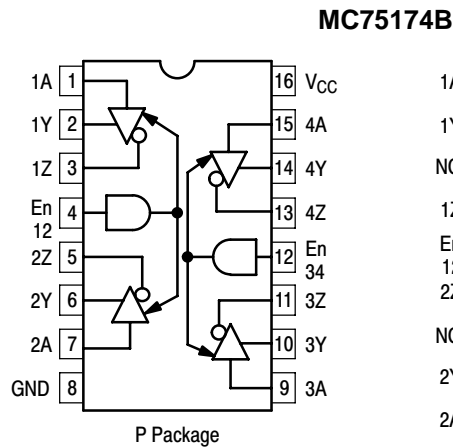 MC75174B
1A 1 16 VCC
1Y 2 15 4A
1Z 3 14 4Y
En 12 4 13 4Z
2Z 5 12 En 34
2Y 6 11 3Z
2A 7 10 3Y
GND 8 9 3A
P Package
1A
1Y
NC
1Z
En
12
2Z
NC
2Y
2A